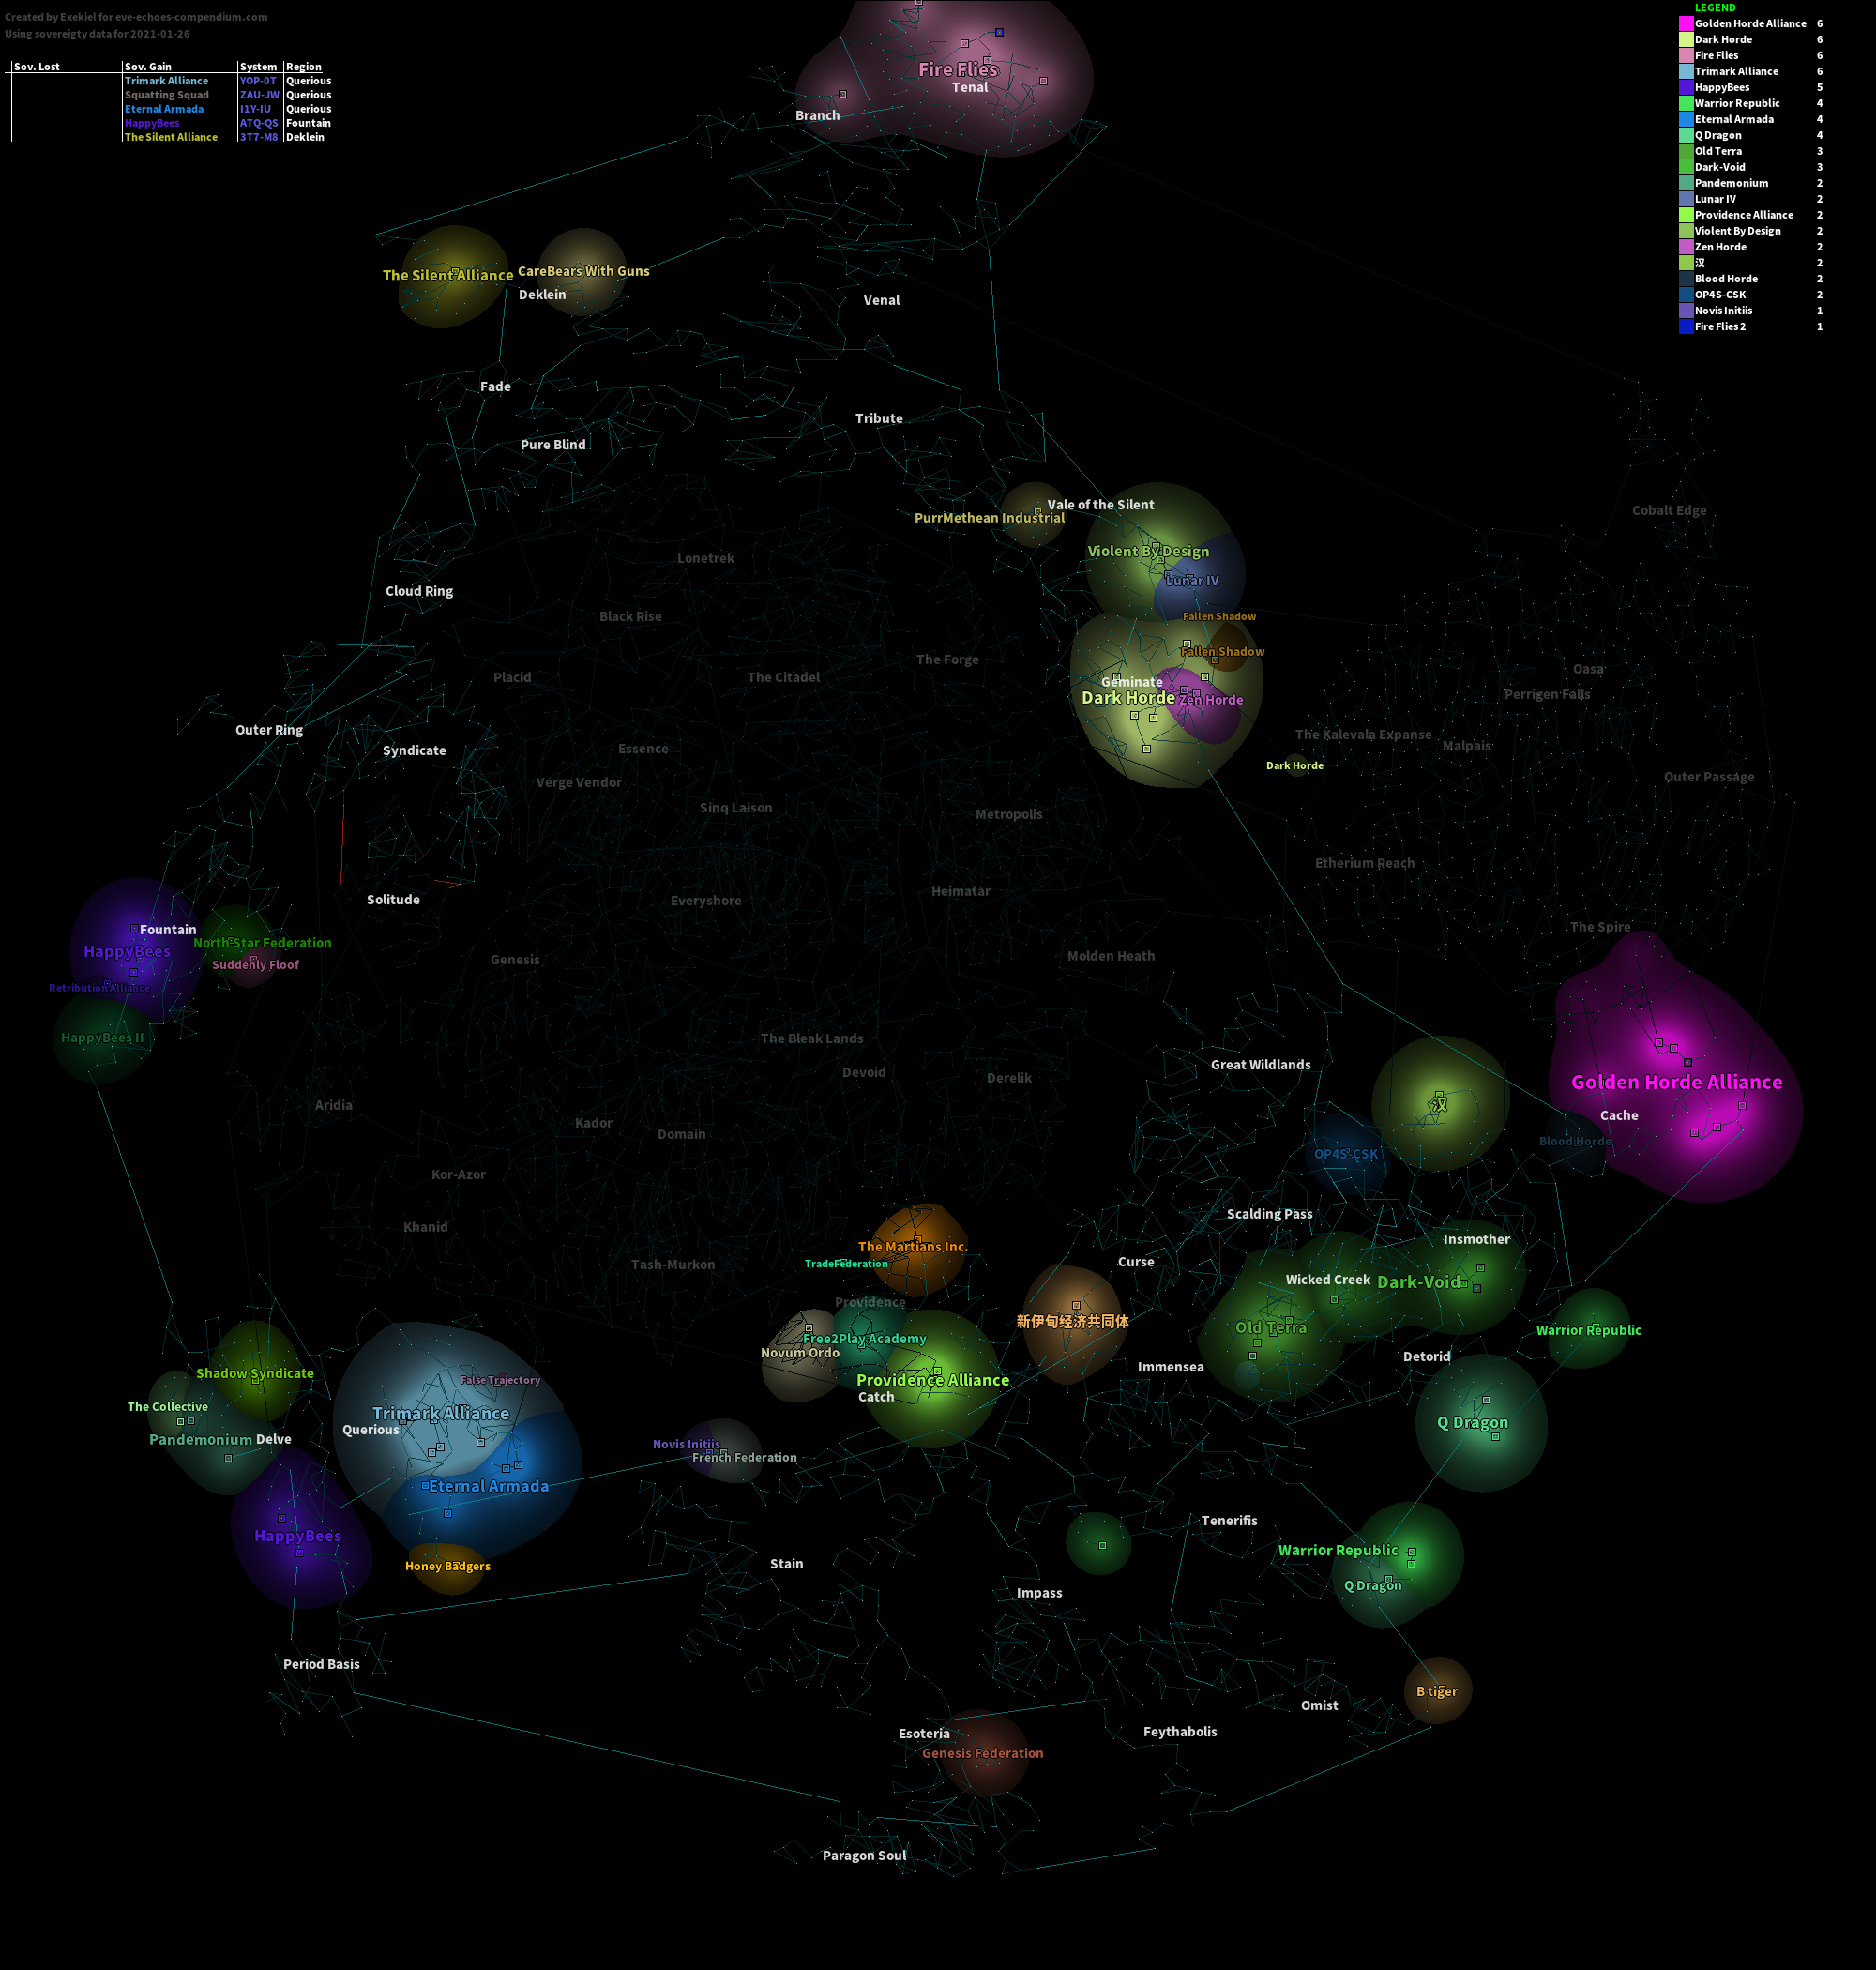 Created by Exekiel for eve-echoes-compendium.com
Using sovereigty data for 2021-01-26
Sov. Lost Sov. Gain System Region
Trimark Alliance YOP-0T Querious
Squatting Squad ZAU-JW Querious
Eternal Armada I1Y-IU Querious
HappyBees ATQ-QS Fountain
The Silent Alliance 3T7-M8 Deklein
LEGEND
Golden Horde Alliance 6
Dark Horde 6
Fire Flies 6
Trimark Alliance 6
HappyBees 5
Warrior Republic 4
Eternal Armada 4
Q Dragon 4
Old Terra 3
Dark-Void 3
Pandemonium 2
Lunar IV 2
Providence Alliance 2
Violent By Design 2
Zen Horde 2
汉 2
Blood Horde 2
OP4S-CSK 2
Novis Initiis 1
Fire Flies 2 1
Fire Flies
Tenal
Branch
The Silent Alliance
CareBears With Guns
Deklein
Venal
Fade
Tribute
Pure Blind
Vale of the Silent
PurrMethean Industrial
Cobalt Edge
Violent By Design
Lonetrek
Lunar IV
Cloud Ring
Black Rise
Fallen Shadow
Fallen Shadow
The Forge
Oasa
Placid
The Citadel
Geminate
Dark Horde
Zen Horde
Perrigen Falls
Outer Ring
The Kalevala Expanse
Malpais
Syndicate
Essence
Dark Horde
Outer Passage
Verge Vendor
Sinq Laison
Metropolis
Etherium Reach
Heimatar
Solitude
Everyshore
Fountain
The Spire
North Star Federation
HappyBees
Suddenly Floof
Genesis
Molden Heath
Retribution Alliance
HappyBees II
The Bleak Lands
Great Wildlands
Devoid
Derelik
Golden Horde Alliance
Aridia
汉
Cache
Kador
Domain
Blood Horde
OP4S-CSK
Kor-Azor
Khanid
Scalding Pass
Insmother
The Martians Inc.
TradeFederation
Tash-Murkon
Curse
Wicked Creek
Dark-Void
Providence
新伊甸经济共同体
Old Terra
Warrior Republic
Free2Play Academy
Novum Ordo
Detorid
Immensea
Shadow Syndicate
False Trajectory
Providence Alliance
Catch
The Collective
Trimark Alliance
Querious
Q Dragon
Pandemonium
Delve
Novis Initiis
French Federation
Eternal Armada
Tenerifis
HappyBees
Warrior Republic
Honey Badgers
Stain
Q Dragon
Impass
Period Basis
B tiger
Omist
Esoteria
Feythabolis
Genesis Federation
Paragon Soul